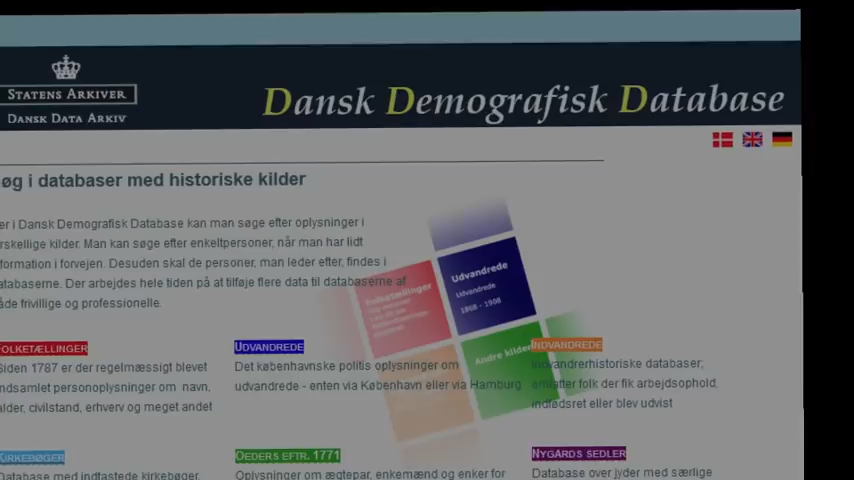 STATENS ARKIVER
DANSK DATA ARKIV
Dansk Demografisk Database
øg i databaser med historiske kilder
er i Dansk Demografisk Database kan man søge efter oplysninger i
rskellige kilder. Man kan søge efter enkeltpersoner, når man har lidt
formation i forvejen. Desuden skal de personer, man leder efter, findes i
atabaserne. Der arbejdes hele tiden på at tilføje flere data til databaserne af
åde frivillige og professionelle.
Folketællinger
Udvandrede
Udvandrede
1868 - 1908
Andre kilder
OLKETÆLLINGER
Siden 1787 er der regelmæssigt blevet
ndsamlet personoplysninger om navn,
alder, civilstand, erhverv og meget andet
UDVANDREDE
Det københavnske politis oplysninger om
udvandrede - enten via København eller via Hamburg
INDVANDREDE
Indvandrerhistoriske databaser;
omfatter folk der fik arbejdsophold,
indfødsret eller blev udvist
KIRKEBØGER
Database med indtastede kirkebøger.
OEDERS EFTR. 1771
Oplysninger om ægtepar, enkemænd og enker for
NYGÅRDS SEDLER
Database over jyder med særlige